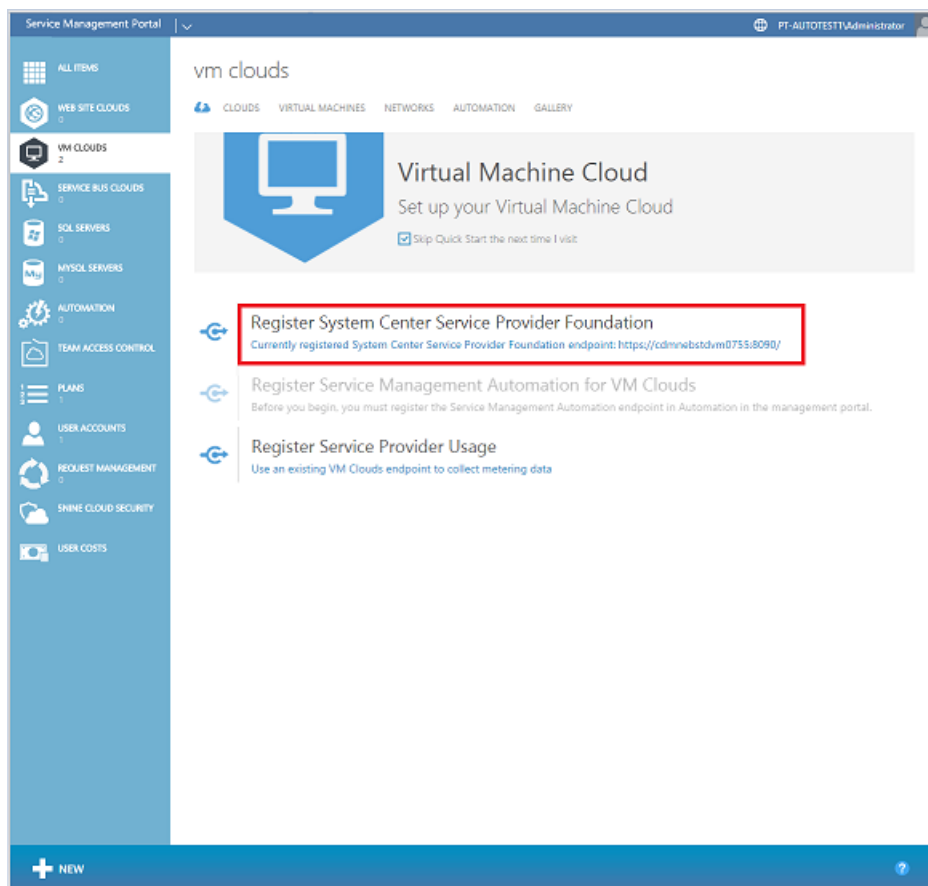 Service Management Portal
PT-AUTOTEST1\Administrator
ALL ITEMS
WEB SITE CLOUDS
0
VM CLOUDS
2
SERVICE BUS CLOUDS
0
SQL SERVERS
0
MYSQL SERVERS
0
AUTOMATION
0
TEAM ACCESS CONTROL
PLANS
1
USER ACCOUNTS
1
REQUEST MANAGEMENT
0
5NINE CLOUD SECURITY
USER COSTS
vm clouds
CLOUDS VIRTUAL MACHINES NETWORKS AUTOMATION GALLERY
Virtual Machine Cloud
Set up your Virtual Machine Cloud
Skip Quick Start the next time I visit
Register System Center Service Provider Foundation
Currently registered System Center Service Provider Foundation endpoint: https://cdmnebstdvm0755:8090/
Register Service Management Automation for VM Clouds
Before you begin, you must register the Service Management Automation endpoint in Automation in the management portal.
Register Service Provider Usage
Use an existing VM Clouds endpoint to collect metering data
My
NEW
?